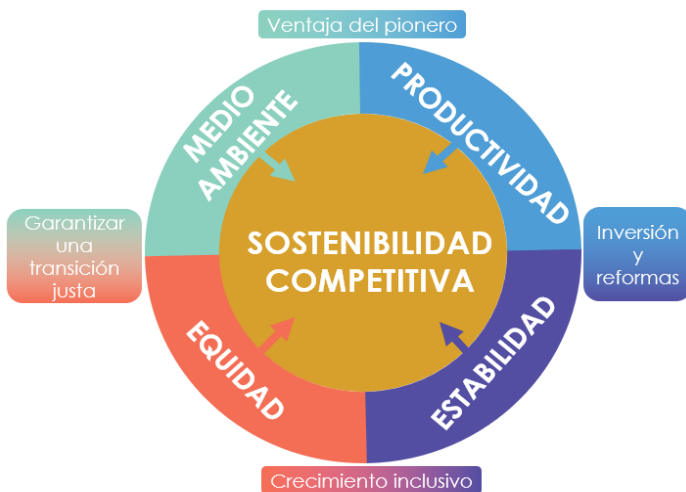 Ventaja del pionero
MEDIO
AMBIENTE
PRODUCTIVIDAD
Garantizar
una
transición
justa
SOSTENIBILIDAD
COMPETITIVA
Inversión
y
reformas
EQUIDAD
ESTABILIDAD
Crecimiento inclusivo